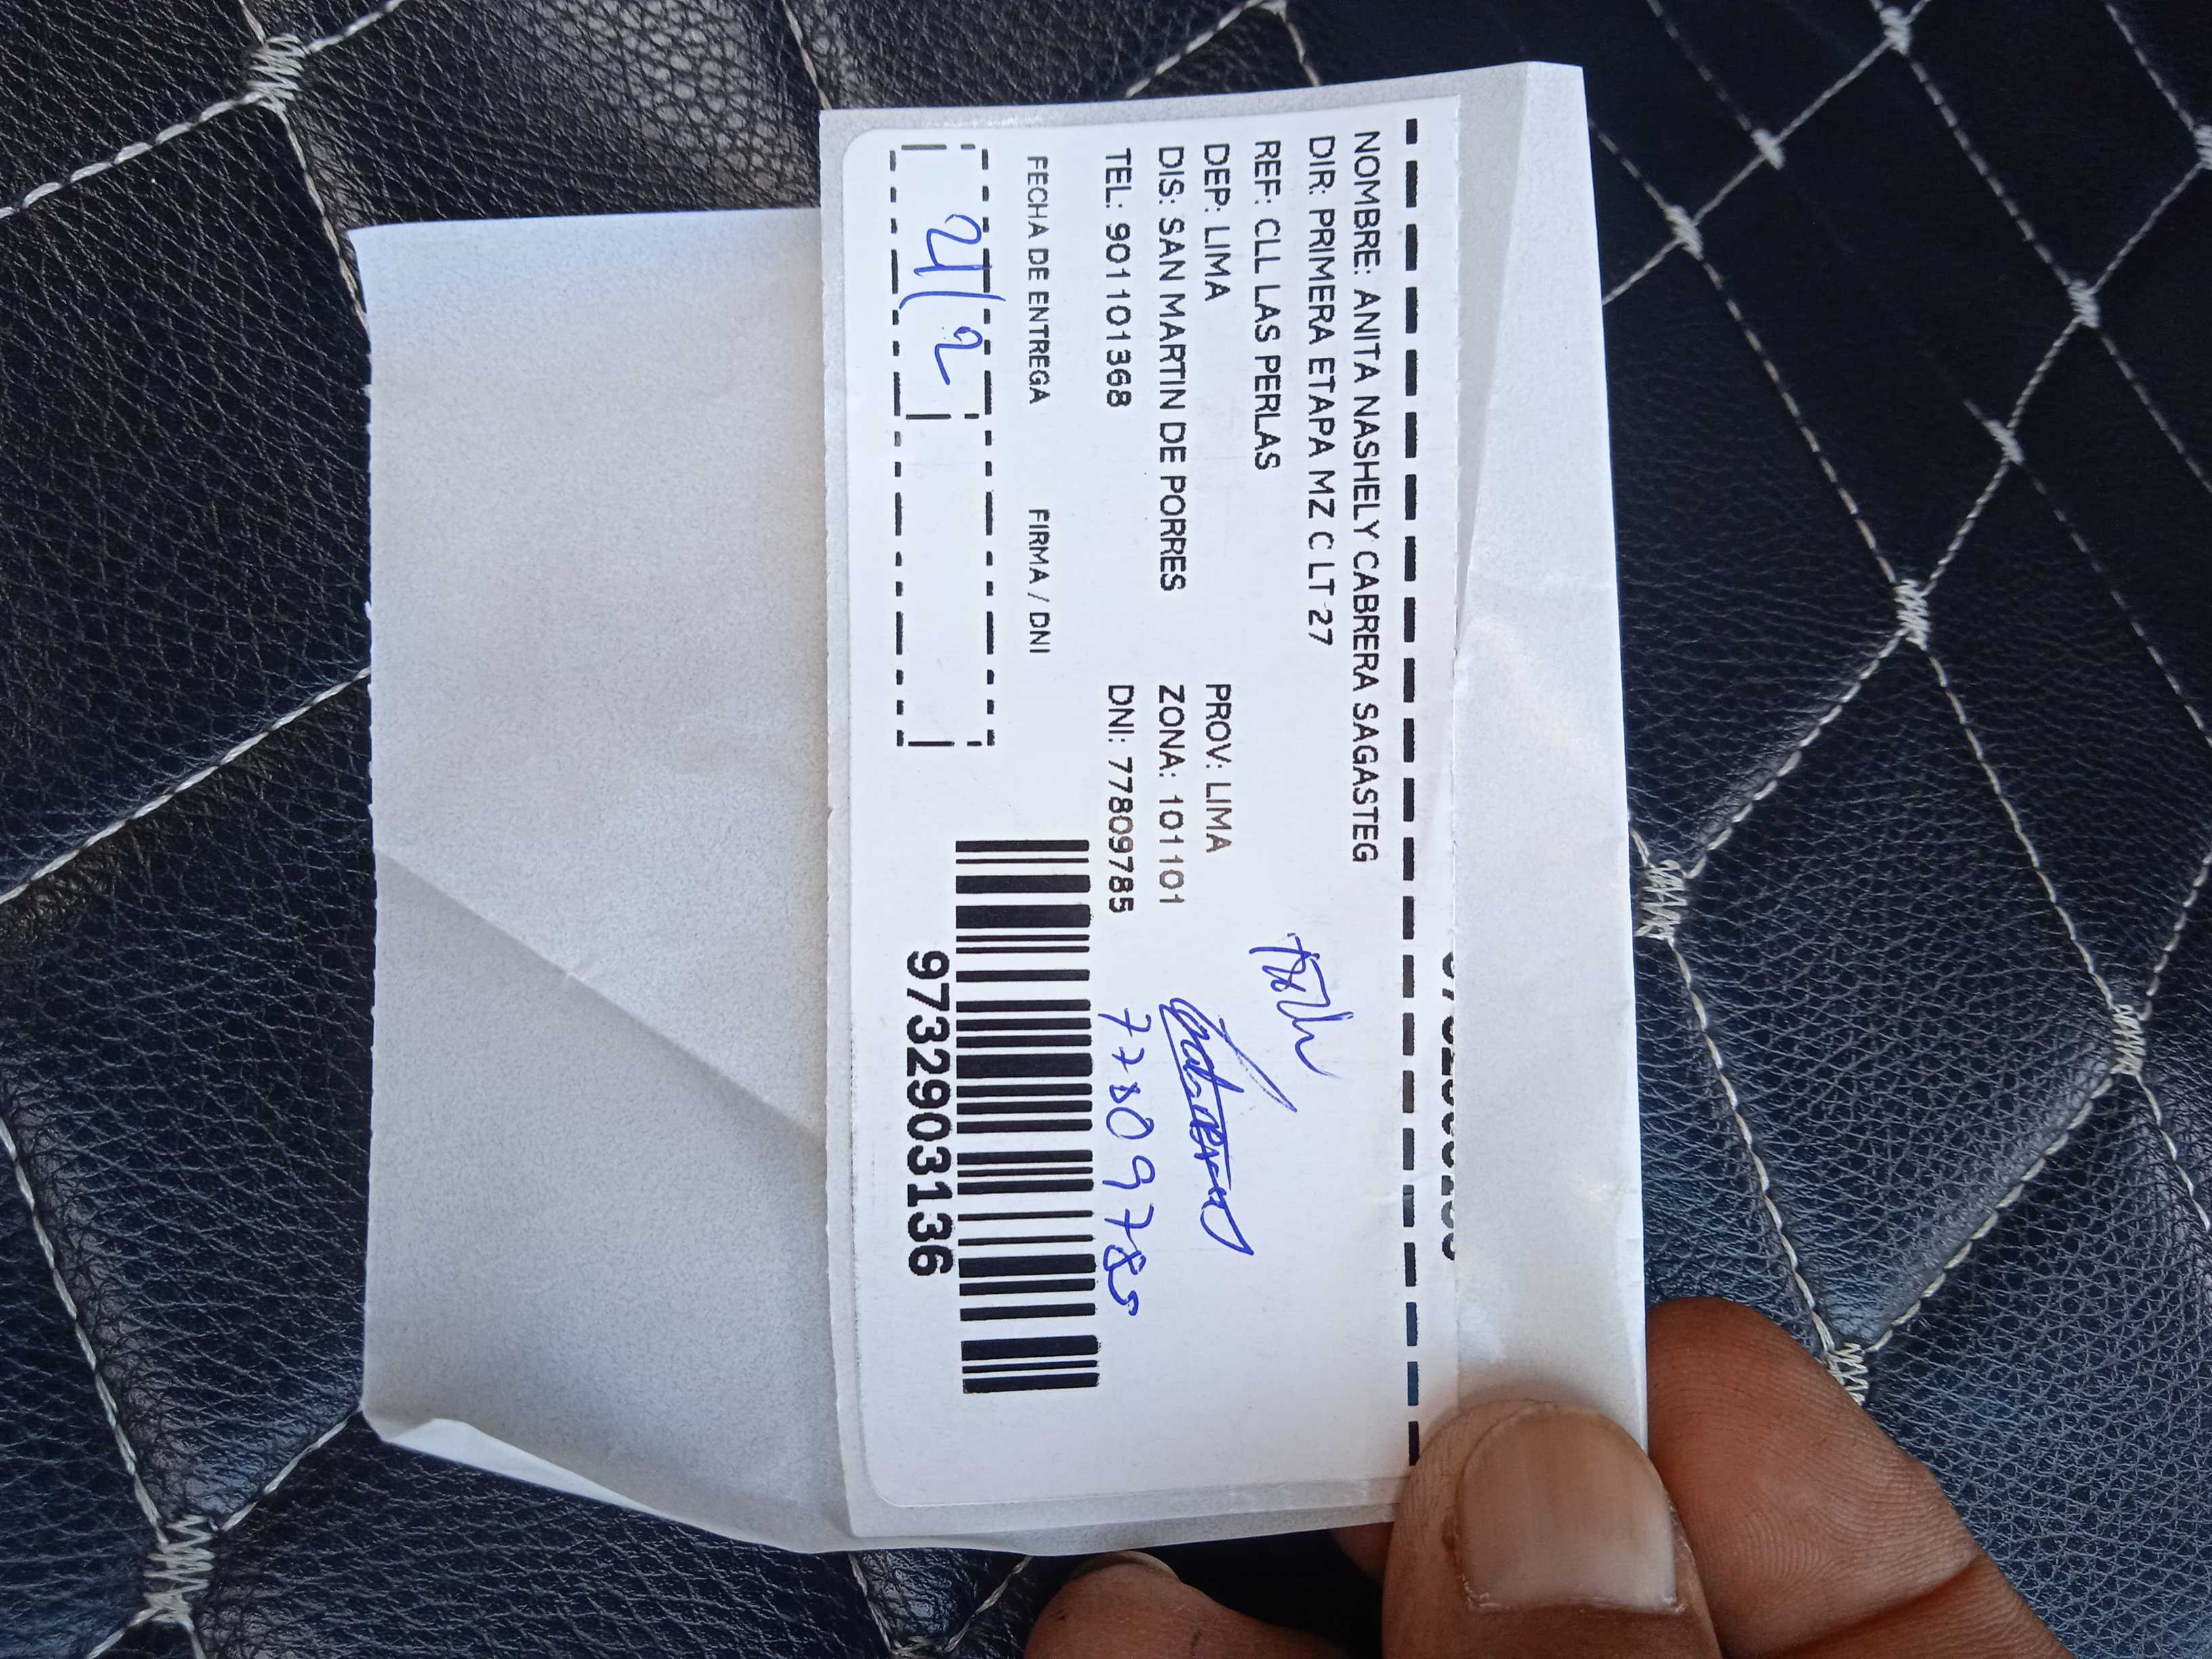 NOMBRE: ANITA NASHELY CABRERA SAGASTEG
DIR: PRIMERA ETAPA MZ C LT 27
REF: CLL LAS PERLAS
DEP: LIMA PROV: LIMA
DIS: SAN MARTIN DE PORRES ZONA: 101101
TEL: 901101368 DNI: 77809785
77809785
FECHA DE ENTREGA FIRMA / DNI
21/2
973290313​6